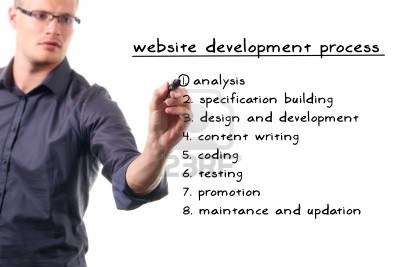 website development process
1 analysis
2. specification building
3. design and development
4. content writing
5. coding
6. testing
7. promotion
8. maintance and updation
123RF